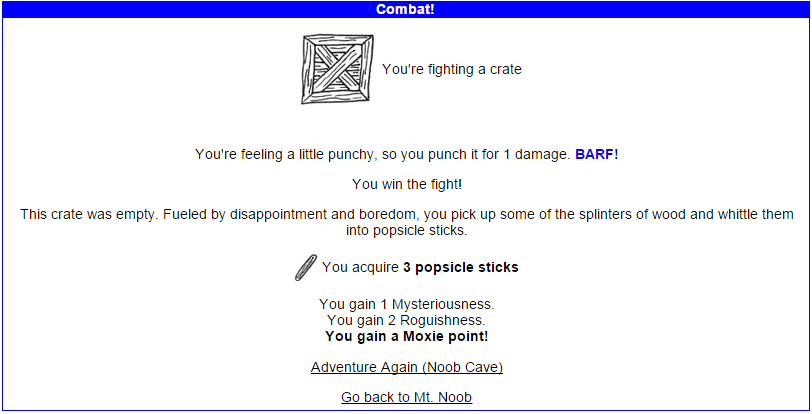 Combat!
You're fighting a crate
You're feeling a little punchy, so you punch it for 1 damage. BARF!
You win the fight!
This crate was empty. Fueled by disappointment and boredom, you pick up some of the splinters of wood and whittle them
into popsicle sticks.
You acquire 3 popsicle sticks
You gain 1 Mysteriousness.
You gain 2 Roguishness.
You gain a Moxie point!
Adventure Again (Noob Cave)
Go back to Mt. Noob